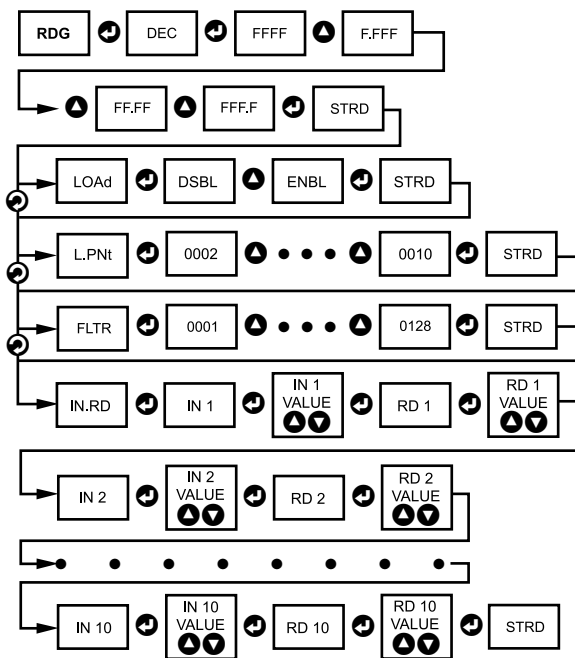 RDG DEC FFFF F.FFF
FF.FF FFF.F STRD
LOAd DSBL ENBL STRD
L.PNt 0002 0010 STRD
FLTR 0001 0128 STRD
IN.RD IN 1 IN 1 VALUE RD 1 RD 1 VALUE
IN 2 IN 2 VALUE RD 2 RD 2 VALUE
IN 10 IN 10 VALUE RD 10 RD 10 VALUE STRD